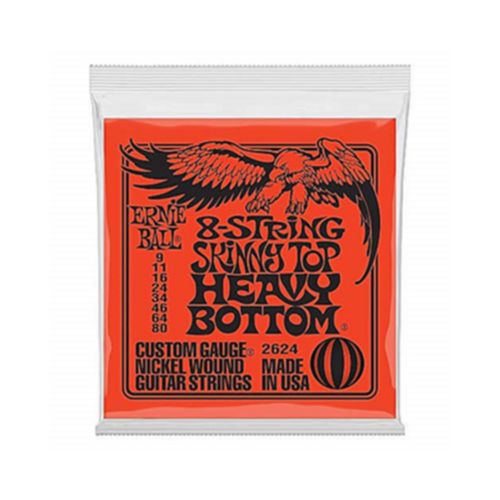 ERNIE
BALL®
9
11
16
24
34
46
64
80
8-STRING
SKINNY TOP
HEAVY
BOTTOM®
CUSTOM GAUGE® 2624
NICKEL WOUND MADE
GUITAR STRINGS IN USA